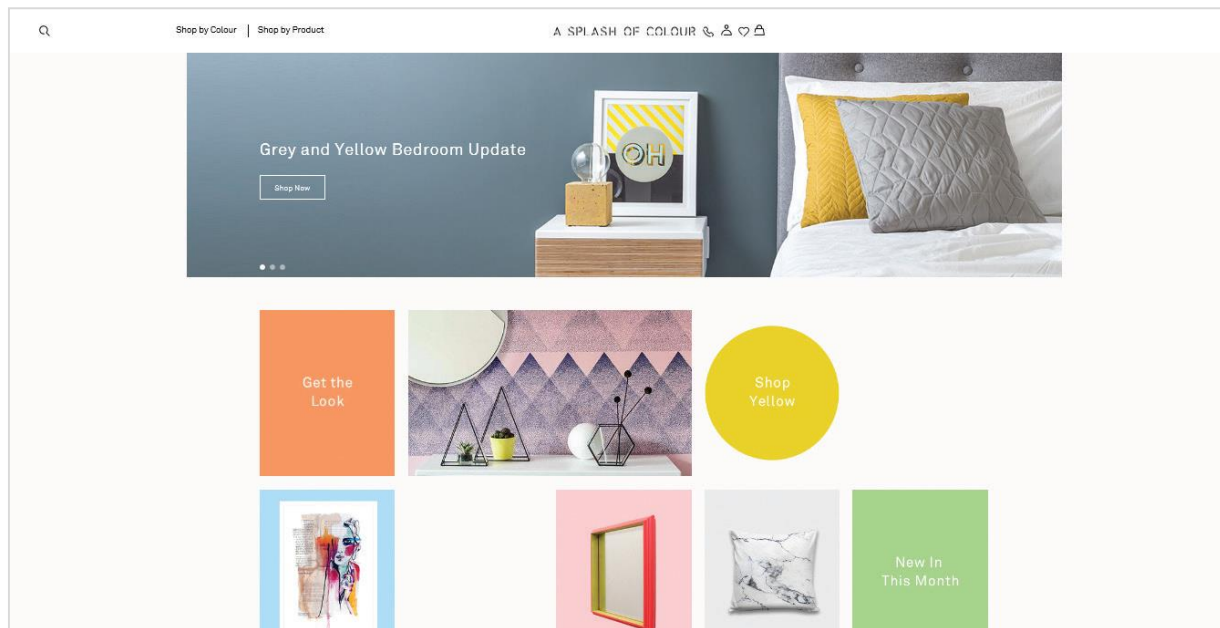 Shop by Colour | Shop by Product
A SPLASH OF COLOUR
Grey and Yellow Bedroom Update
Shop Now
OH
Get the
Look
Shop
Yellow
New In
This Month